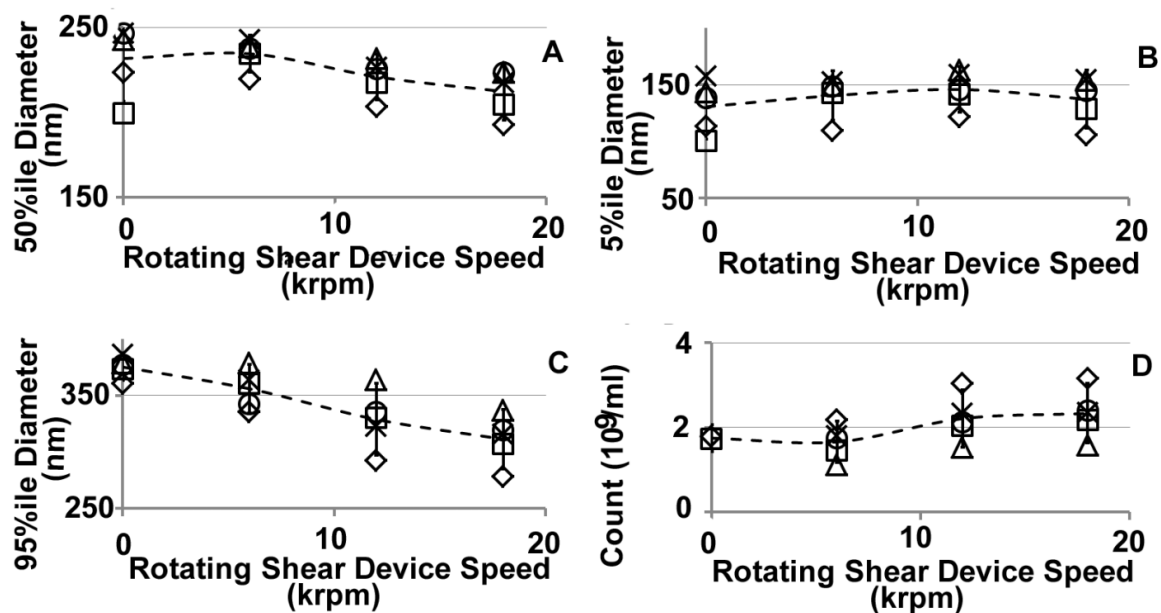 250
A
50%ile Diameter
(nm)
150
0
10
20
Rotating Shear Device Speed
(krpm)
B
5%ile Diameter
(nm)
150
50
0
10
20
Rotating Shear Device Speed
(krpm)
C
95%ile Diameter
(nm)
350
250
0
10
20
Rotating Shear Device Speed
(krpm)
4
D
Count (10⁹/ml)
2
0
0
10
20
Rotating Shear Device Speed
(krpm)